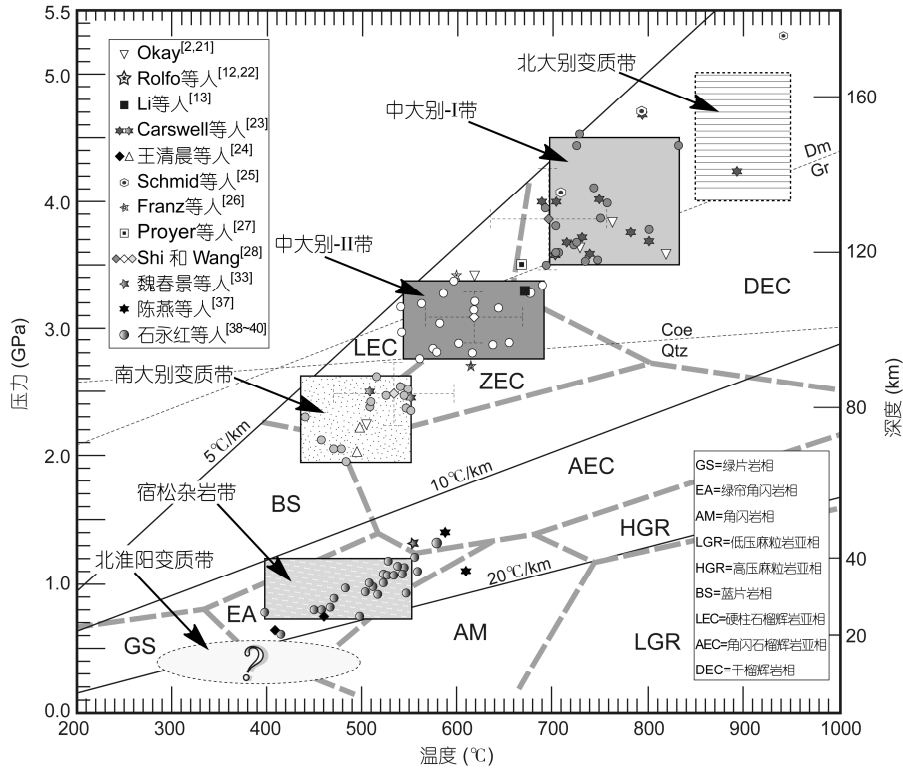 5.5
5.0
4.0
3.0
2.0
1.0
0.0
压力 (GPa)
200
300
400
500
600
700
800
900
1000
温度 (℃)
160
120
80
40
20
深度 (km)
Okay[2,21]
Rolfo等人[12,22]
Li等人[13]
Carswell等人[23]
王清晨等人[24]
Schmid等人[25]
Franz等人[26]
Proyer等人[27]
Shi 和 Wang[28]
魏春景等人[33]
陈燕等人[37]
石永红等人[38~40]
北大别变质带
中大别-I带
中大别-II带
南大别变质带
宿松杂岩带
北淮阳变质带
Dm
Gr
Coe
Qtz
DEC
LEC
ZEC
AEC
BS
HGR
EA
GS
AM
LGR
5℃/km
10℃/km
20℃/km
?
GS=绿片岩相
EA=绿帘角闪岩相
AM=角闪岩相
LGR=低压麻粒岩亚相
HGR=高压麻粒岩亚相
BS=蓝片岩相
LEC=硬柱石榴辉岩亚相
AEC=角闪石榴辉岩亚相
DEC=干榴辉岩相